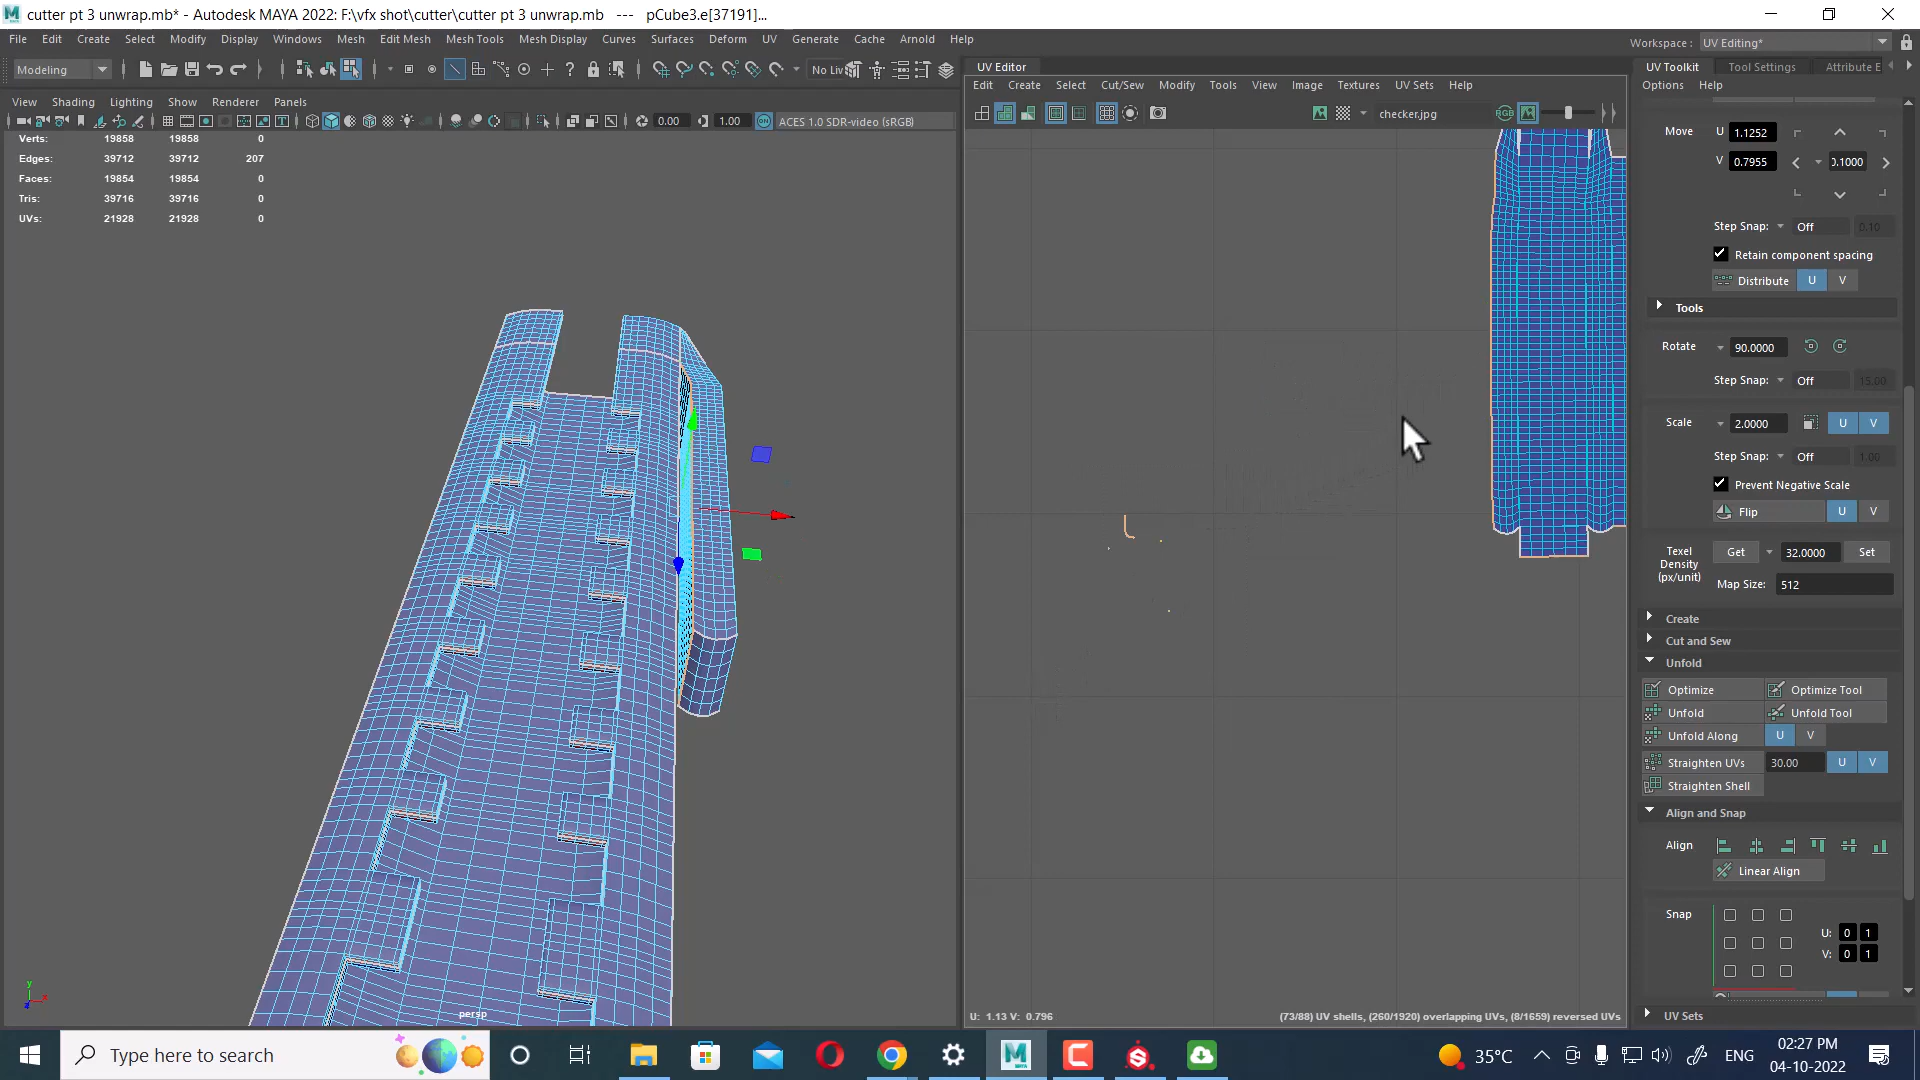 cutter pt 3 unwrap.mb* - Autodesk MAYA 2022: F:\vfx shot\cutter\cutter pt 3 unwrap.mb --- pCube3.e[37191]...
File Edit Create Select Modify Display Windows Mesh Edit Mesh Mesh Tools Mesh Display Curves Surfaces Deform UV Generate Cache Arnold Help
Workspace : UV Editing*
Modeling
No Liv
UV Editor
UV Toolkit Tool Settings Attribute E
View Shading Lighting Show Renderer Panels
Edit Create Select Cut/Sew Modify Tools View Image Textures UV Sets Help
Options Help
0.00 1.00 ACES 1.0 SDR-video (sRGB)
checker.jpg
Verts: 19858 19858 0
Edges: 39712 39712 207
Faces: 19854 19854 0
Tris: 39716 39716 0
UVs: 21928 21928 0
Move U 1.1252
V 0.7955
0.1000
Step Snap: Off 0.10
Retain component spacing
Distribute U V
Tools
Rotate 90.0000
Step Snap: Off 15.00
Scale 2.0000 U V
Step Snap: Off 1.00
Prevent Negative Scale
Flip U V
Texel Density (px/unit) Get 32.0000 Set
Map Size: 512
Create
Cut and Sew
Unfold
Optimize Optimize Tool
Unfold Unfold Tool
Unfold Along U V
Straighten UVs 30.00 U V
Straighten Shell
Align and Snap
Align
Linear Align
Snap
U: 0 1
V: 0 1
UV Sets
persp
U: 1.13 V: 0.796
(73/88) UV shells, (260/1920) overlapping UVs, (8/1659) reversed UVs
Type here to search
35°C
ENG
02:27 PM
04-10-2022